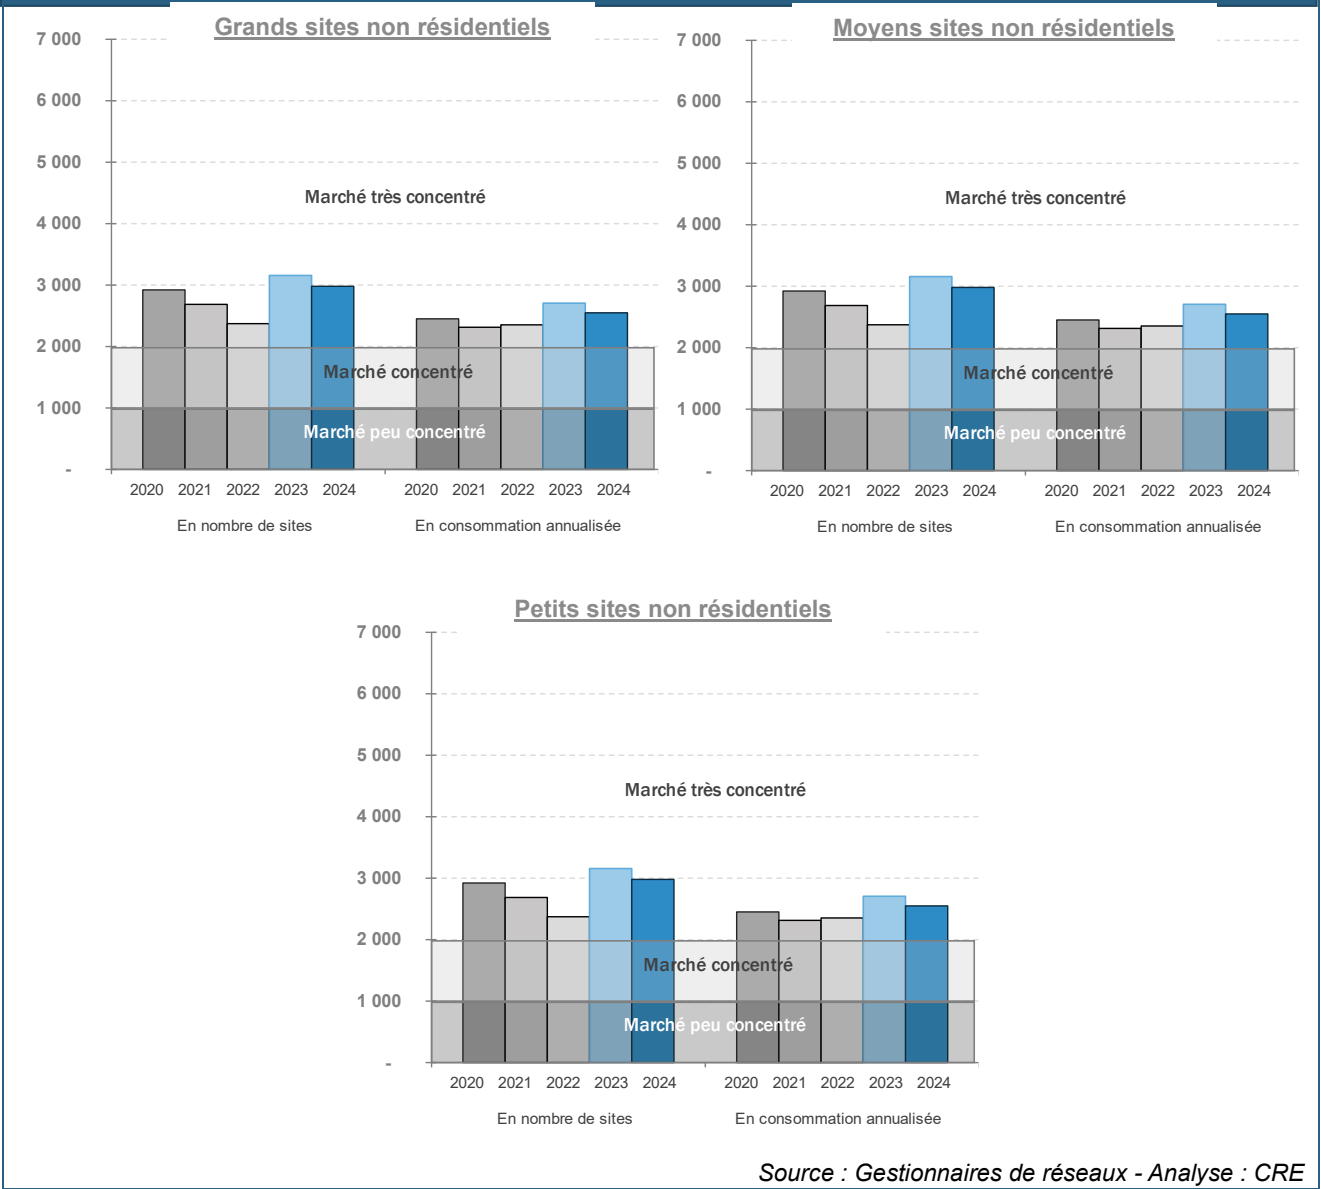 Grands sites non résidentiels
7 000
6 000
5 000
4 000
3 000
2 000
1 000
-
Marché très concentré
Marché concentré
Marché peu concentré
2020 2021 2022 2023 2024 2020 2021 2022 2023 2024
En nombre de sites En consommation annualisée
Moyens sites non résidentiels
7 000
6 000
5 000
4 000
3 000
2 000
1 000
-
Marché très concentré
Marché concentré
Marché peu concentré
2020 2021 2022 2023 2024 2020 2021 2022 2023 2024
En nombre de sites En consommation annualisée
Petits sites non résidentiels
7 000
6 000
5 000
4 000
3 000
2 000
1 000
-
Marché très concentré
Marché concentré
Marché peu concentré
2020 2021 2022 2023 2024 2020 2021 2022 2023 2024
En nombre de sites En consommation annualisée
Source : Gestionnaires de réseaux - Analyse : CRE